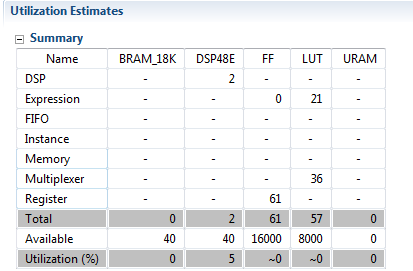 Utilization Estimates
Summary
Name BRAM_18K DSP48E FF LUT URAM
DSP - 2 - - -
Expression - - 0 21 -
FIFO - - - - -
Instance - - - - -
Memory - - - - -
Multiplexer - - - 36 -
Register - - 61 - -
Total 0 2 61 57 0
Available 40 40 16000 8000 0
Utilization (%) 0 5 ~0 ~0 0